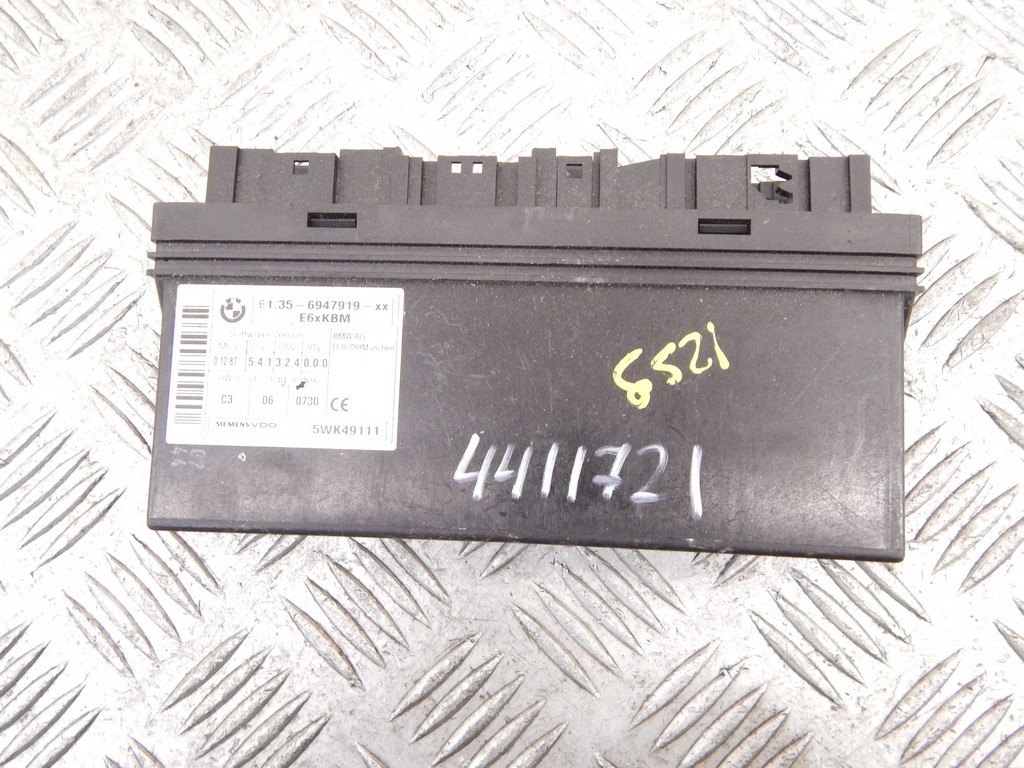 61.35 - 6947919 - xx
E6xKBM
BMW AG
D-80788 München
0.12.87 5.4.1 3.2.4 0.0.0
C3 06 0730 CE
SIEMENS VDO 5WK49111
5521
4411721